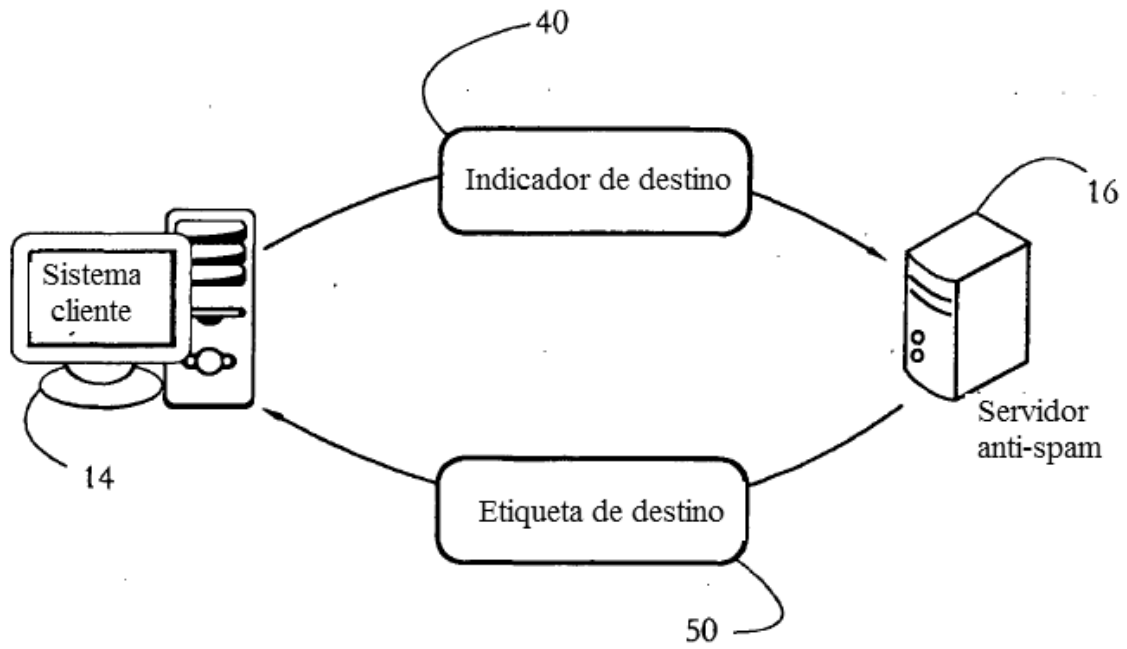 40
Indicador de destino
16
Sistema
cliente
Servidor
anti-spam
14
Etiqueta de destino
50